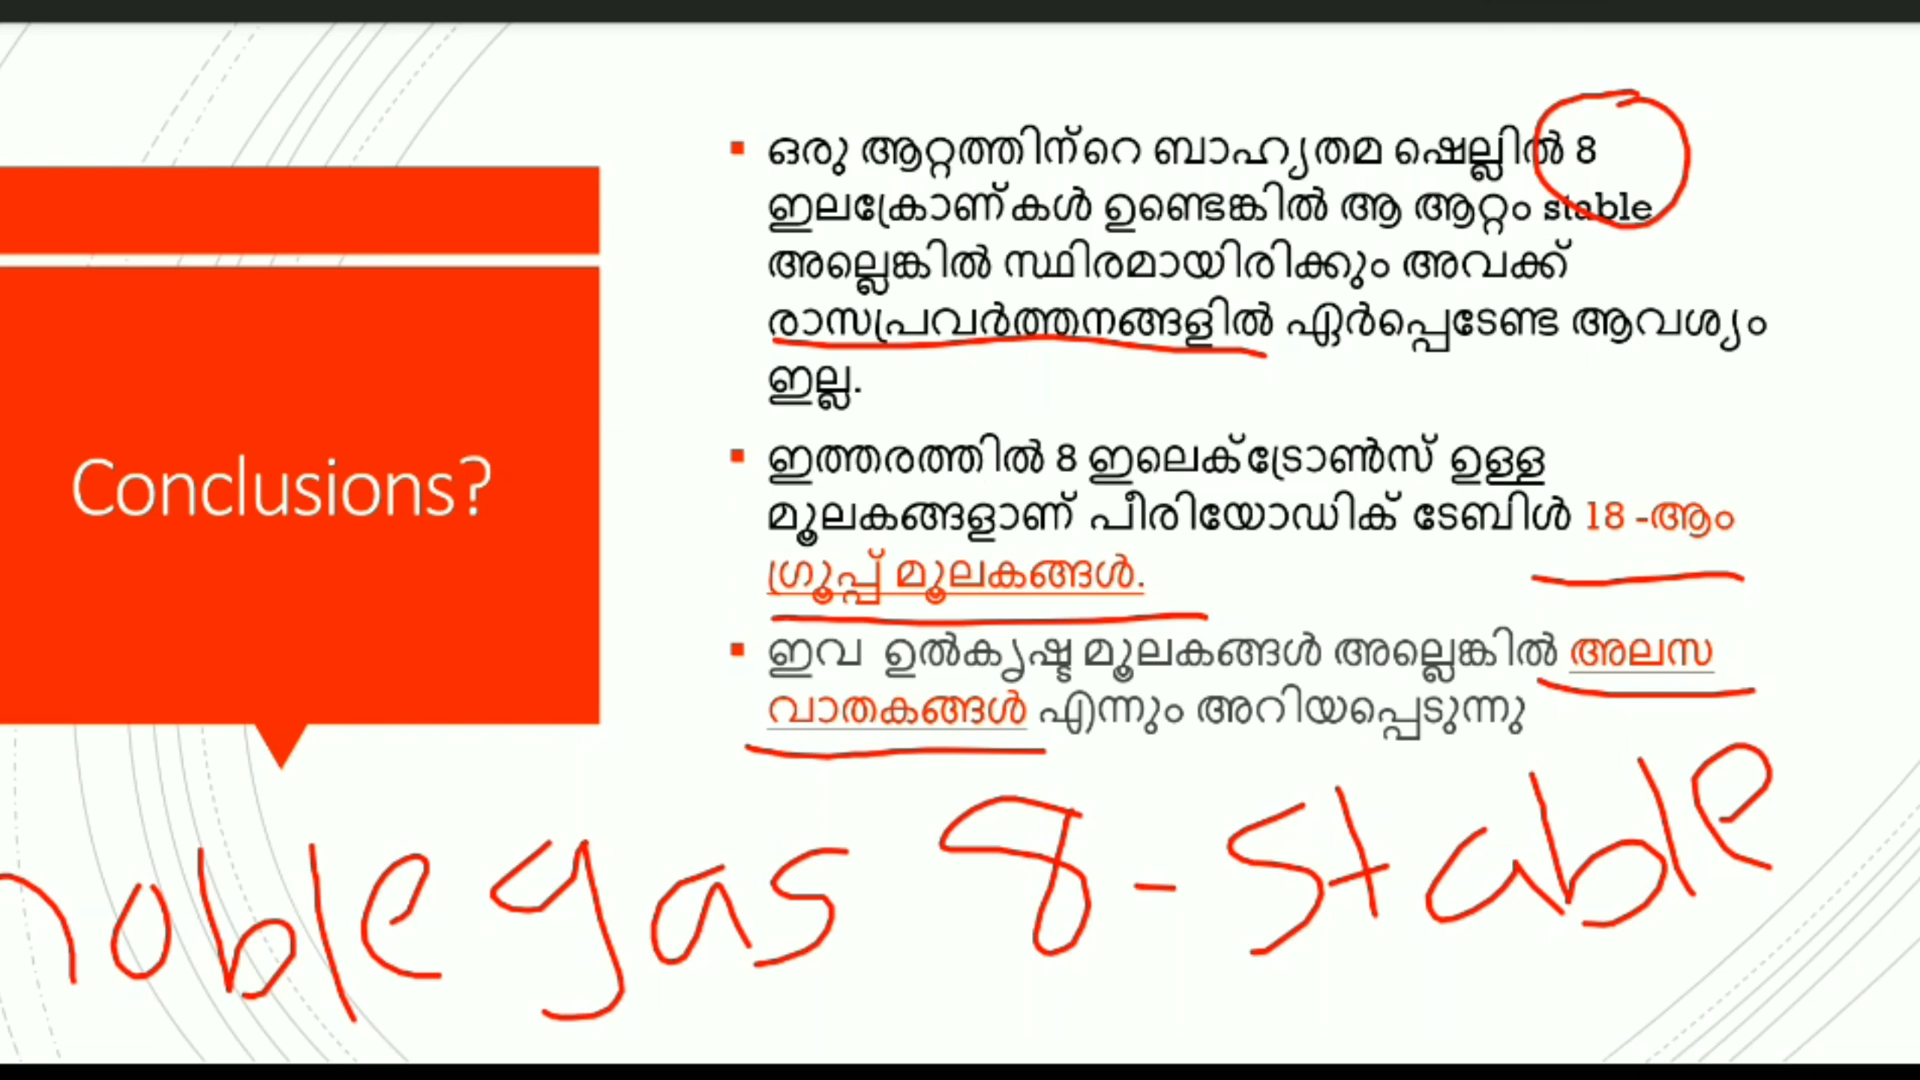 Conclusions?
ഒരു ആറ്റത്തിന്റെ ബാഹ്യതമ ഷെല്ലിൽ 8
ഇലക്രോണ്കൾ ഉണ്ടെങ്കിൽ ആ ആറ്റം stable
അല്ലെങ്കിൽ സ്ഥിരമായിരിക്കും അവക്ക്
രാസപ്രവർത്തനങ്ങളിൽ ഏർപ്പെടേണ്ട ആവശ്യം
ഇല്ല.
ഇത്തരത്തിൽ 8 ഇലെക്ട്രോൺസ് ഉള്ള
മൂലകങ്ങളാണ് പീരിയോഡിക് ടേബിൾ 18 -ആം
ഗ്രൂപ്പ് മൂലകങ്ങൾ.
ഇവ ഉൽകൃഷ്ട മൂലകങ്ങൾ അല്ലെങ്കിൽ അലസ
വാതകങ്ങൾ എന്നും അറിയപ്പെടുന്നു
noble gas 8-stable